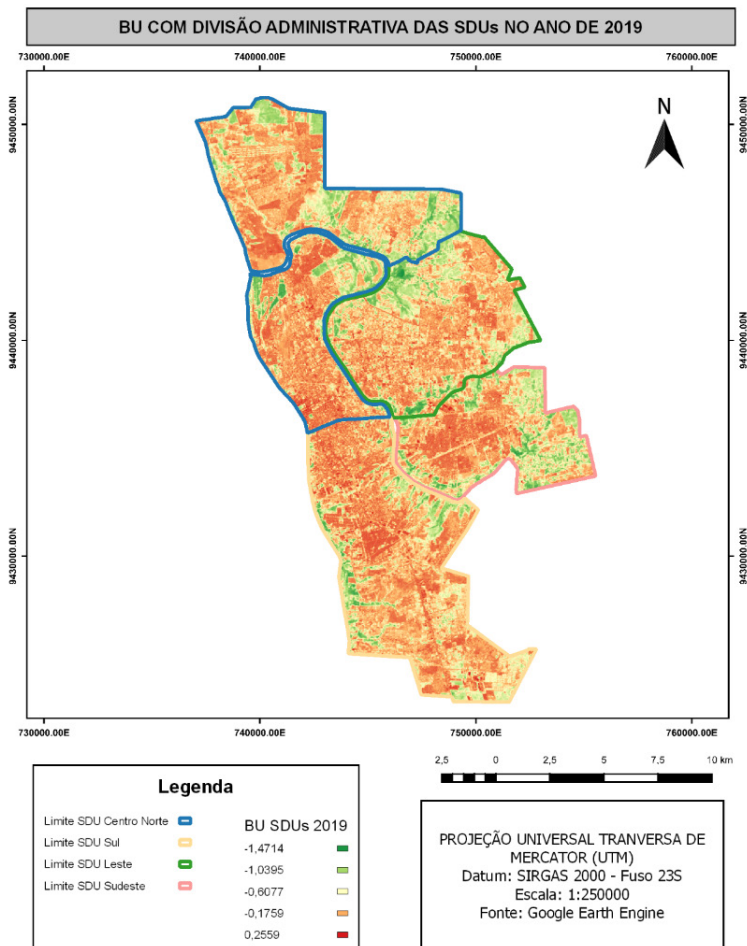 BU COM DIVISÃO ADMINISTRATIVA DAS SDUs NO ANO DE 2019
730000.00E
740000.00E
750000.00E
760000.00E
9450000.00N
9450000.00N
N
9440000.00N
9440000.00N
9430000.00N
9430000.00N
730000.00E
740000.00E
750000.00E
760000.00E
2,5
0
2,5
5
7,5
10 km
Legenda
Limite SDU Centro Norte
Limite SDU Sul
Limite SDU Leste
Limite SDU Sudeste
BU SDUs 2019
-1,4714
-1,0395
-0,6077
-0,1759
0,2559
PROJEÇÃO UNIVERSAL TRANVERSA DE
MERCATOR (UTM)
Datum: SIRGAS 2000 - Fuso 23S
Escala: 1:250000
Fonte: Google Earth Engine